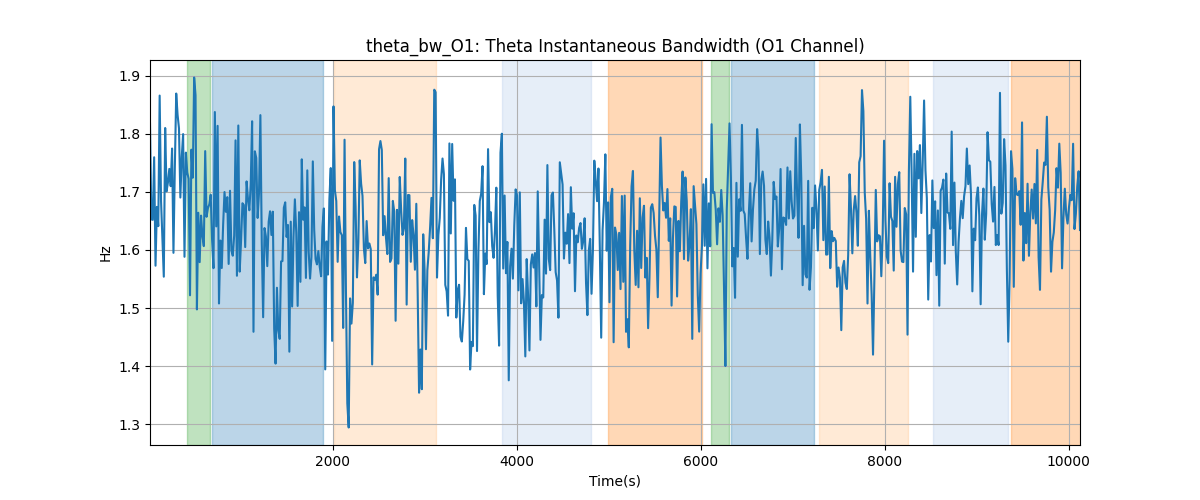 theta_bw_O1: Theta Instantaneous Bandwidth (O1 Channel)
1.9
1.8
1.7
1.6
1.5
1.4
1.3
Hz
2000 4000 6000 8000 10000
Time(s)